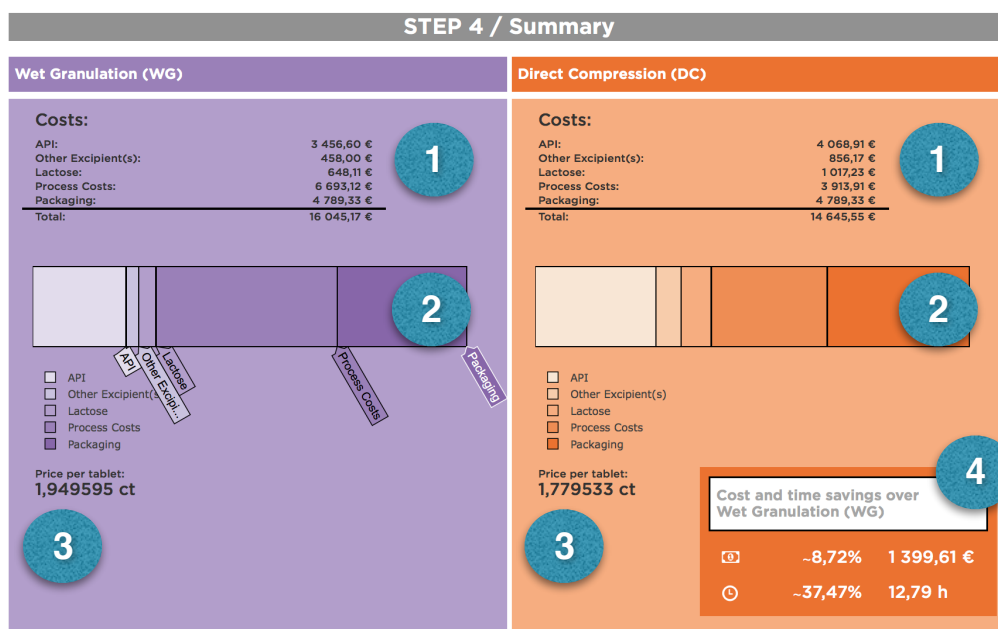 STEP 4 / Summary
Wet Granulation (WG)
Costs:
API: 3 456,60 €
Other Excipient(s): 458,00 €
Lactose: 648,11 €
Process Costs: 6 693,12 €
Packaging: 4 789,33 €
Total: 16 045,17 €
1
2
API
Other Excipi...
Lactose
Process Costs
Packaging
API
Other Excipient(s
Lactose
Process Costs
Packaging
Price per tablet:
1,949595 ct
3
Direct Compression (DC)
Costs:
API: 4 068,91 €
Other Excipient(s): 856,17 €
Lactose: 1 017,23 €
Process Costs: 3 913,91 €
Packaging: 4 789,33 €
Total: 14 645,55 €
1
2
API
Other Excipient(s)
Lactose
Process Costs
Packaging
Price per tablet:
1,779533 ct
3
4
Cost and time savings over
Wet Granulation (WG)
~8,72% 1 399,61 €
~37,47% 12,79 h